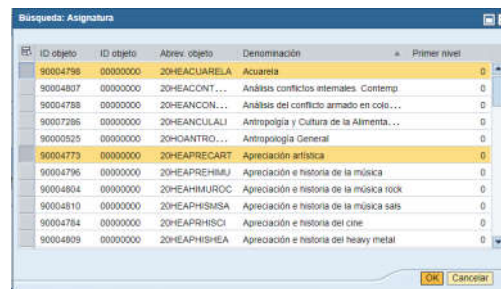 Búsqueda: Asignatura
ID objeto ID objeto Abrev. objeto Denominación Primer nivel
90004798 00000000 20HEACUARELA Acuarela 0
90004807 00000000 20HEACONT... Análisis conflictos internales. Contemp 0
90004788 00000000 20HEANCON... Análisis del conflicto armado en colo... 0
90007286 00000000 20HEANCULALI Antropolgía y Cultura de la Alimenta... 0
90000525 00000000 20HOANTRO... Antropología General 0
90004773 00000000 20HEAPRECART Apreciación artística 0
90004796 00000000 20HEAPREHIMU Apreciación e historia de la música 0
90004804 00000000 20HEAHIMUROC Apreciación e historia de la música rock 0
90004810 00000000 20HEAPHISMSA Apreciación e historia de la música sals 0
90004784 00000000 20HEAPRHISCI Apreciación e historia del cine 0
90004809 00000000 20HEAPHISHEA Apreciación e historia del heavy metal 0
OK Cancelar